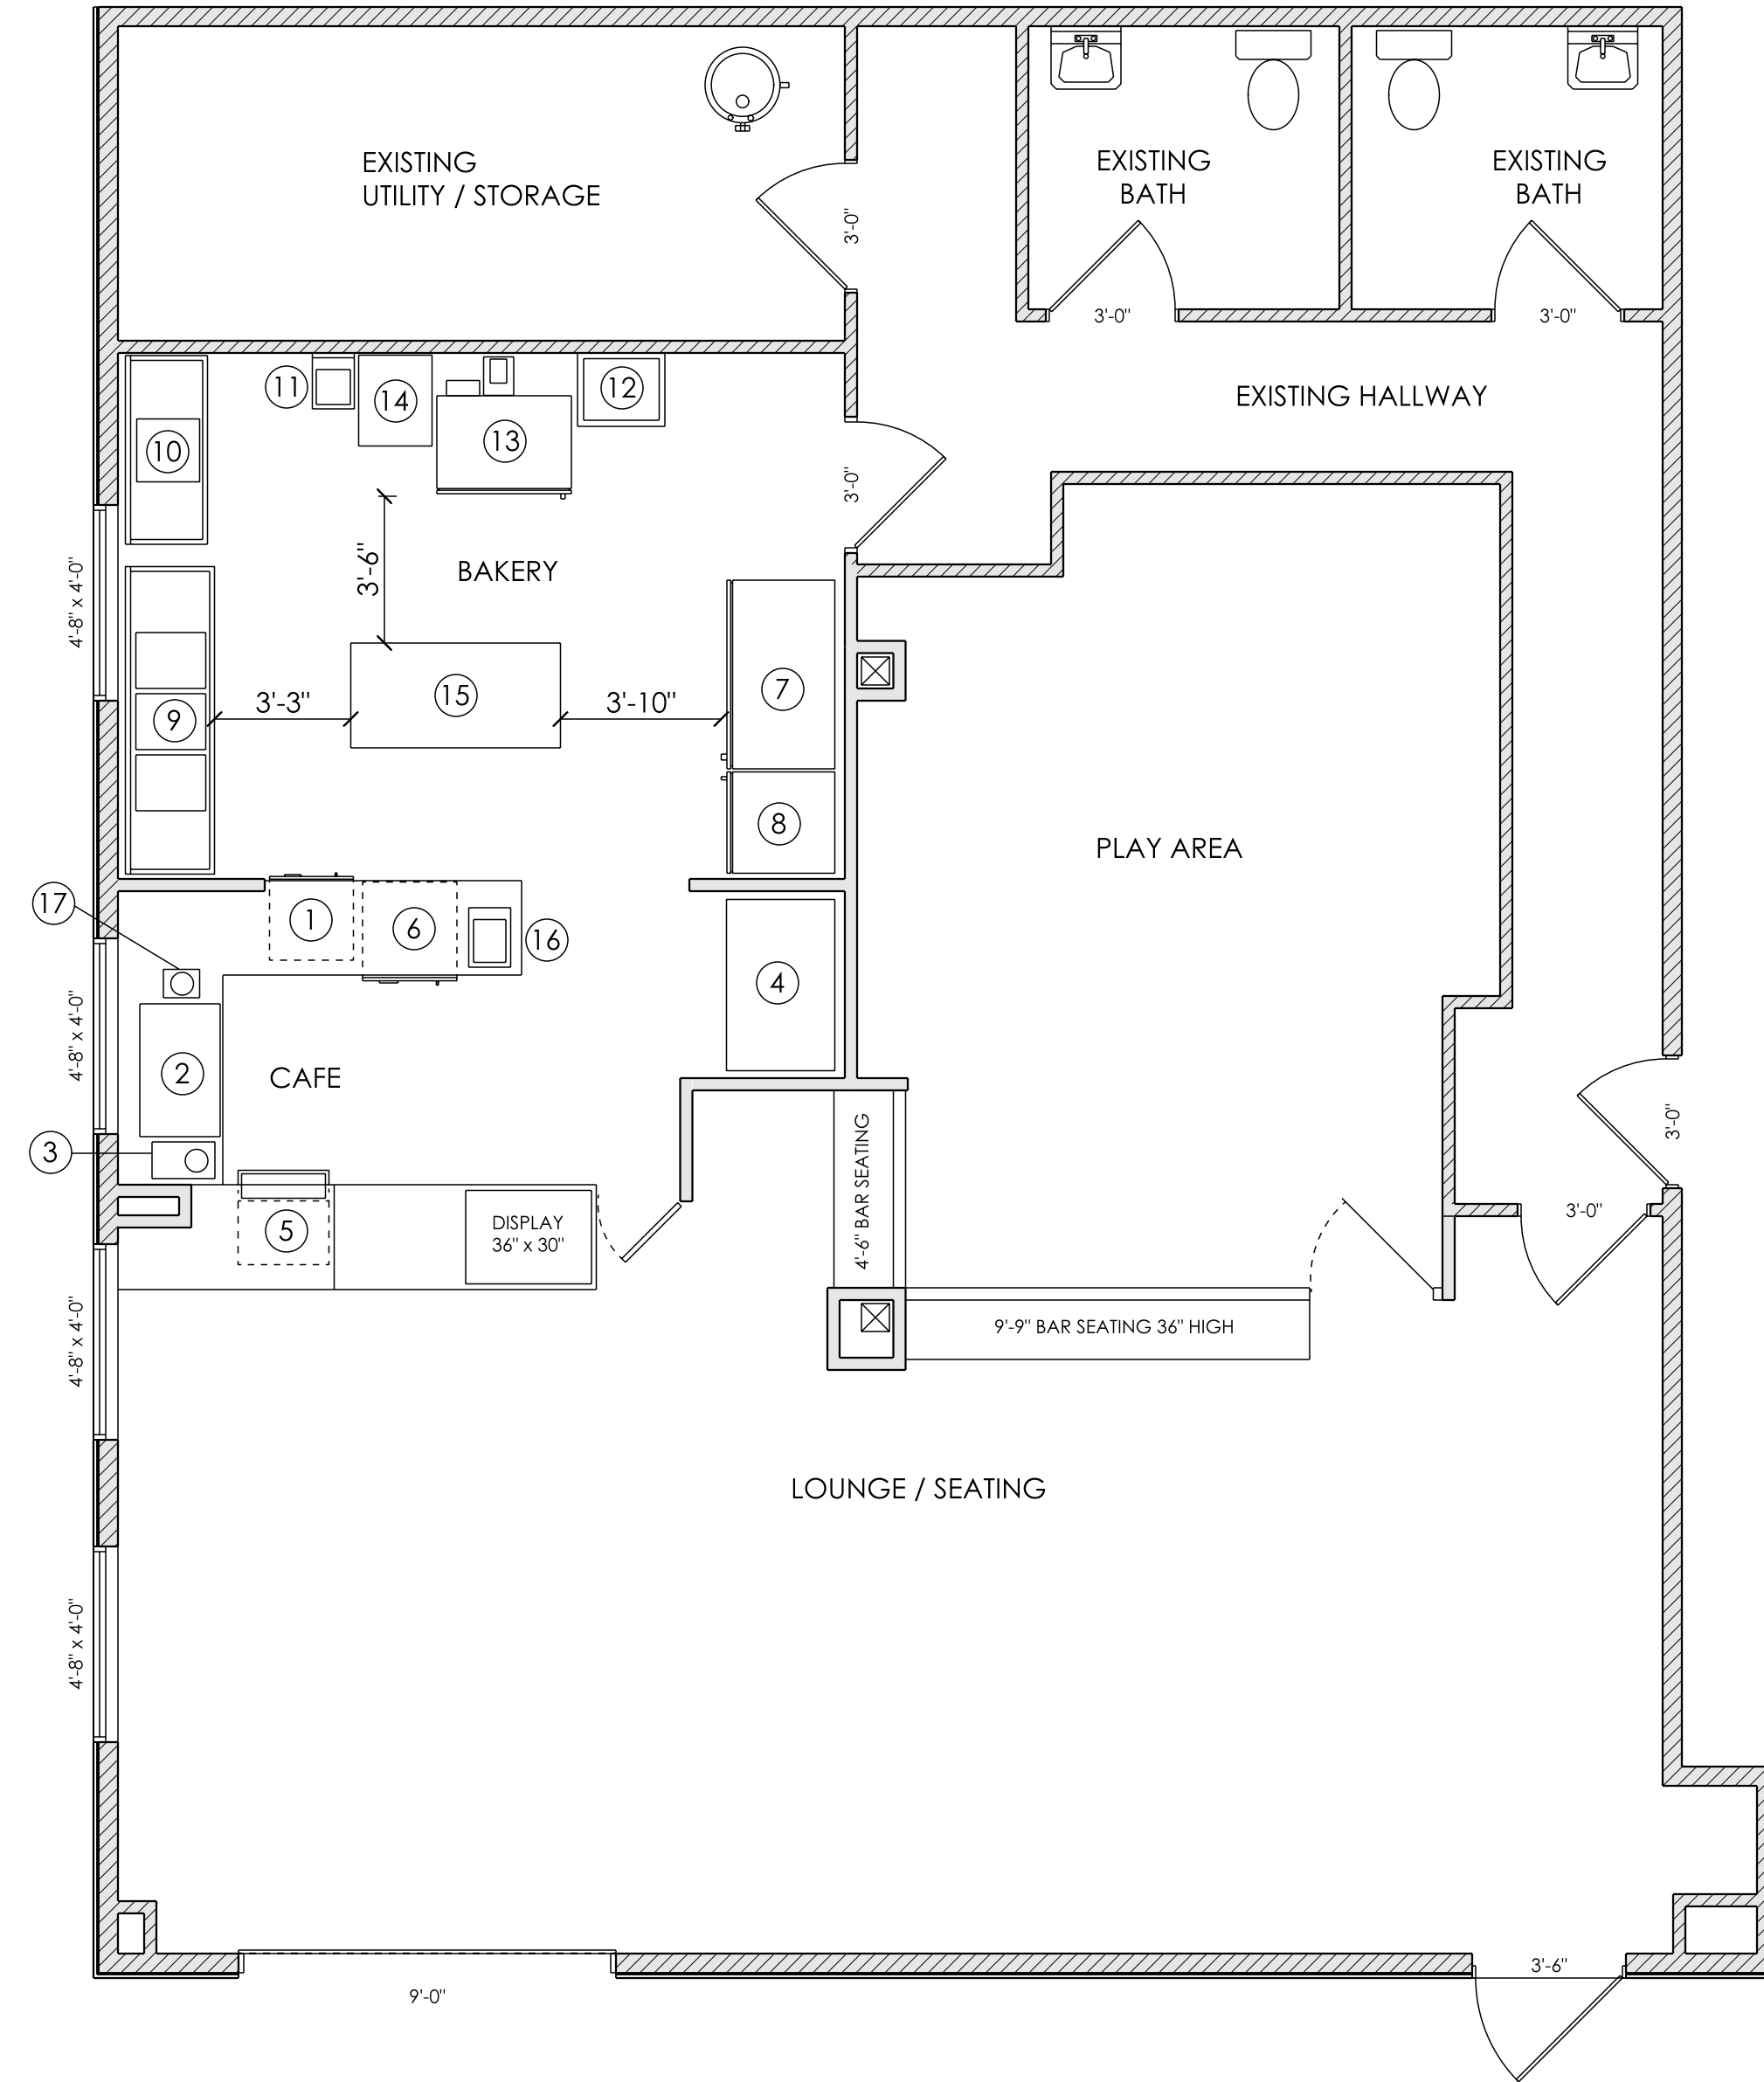 EXISTING
UTILITY / STORAGE
EXISTING
BATH
EXISTING
BATH
3'-0"
3'-0"
3'-0"
EXISTING HALLWAY
11
14
13
12
10
3'-0"
3'-6"
BAKERY
4'-8" x 4'-0"
9
3'-3"
15
3'-10"
7
8
PLAY AREA
17
1
6
16
4
4'-8" x 4'-0"
2
CAFE
3
5
DISPLAY
36" x 30"
4'-6" BAR SEATING
3'-0"
3'-0"
4'-8" x 4'-0"
9'-9" BAR SEATING 36" HIGH
LOUNGE / SEATING
4'-8" x 4'-0"
9'-0"
3'-6"